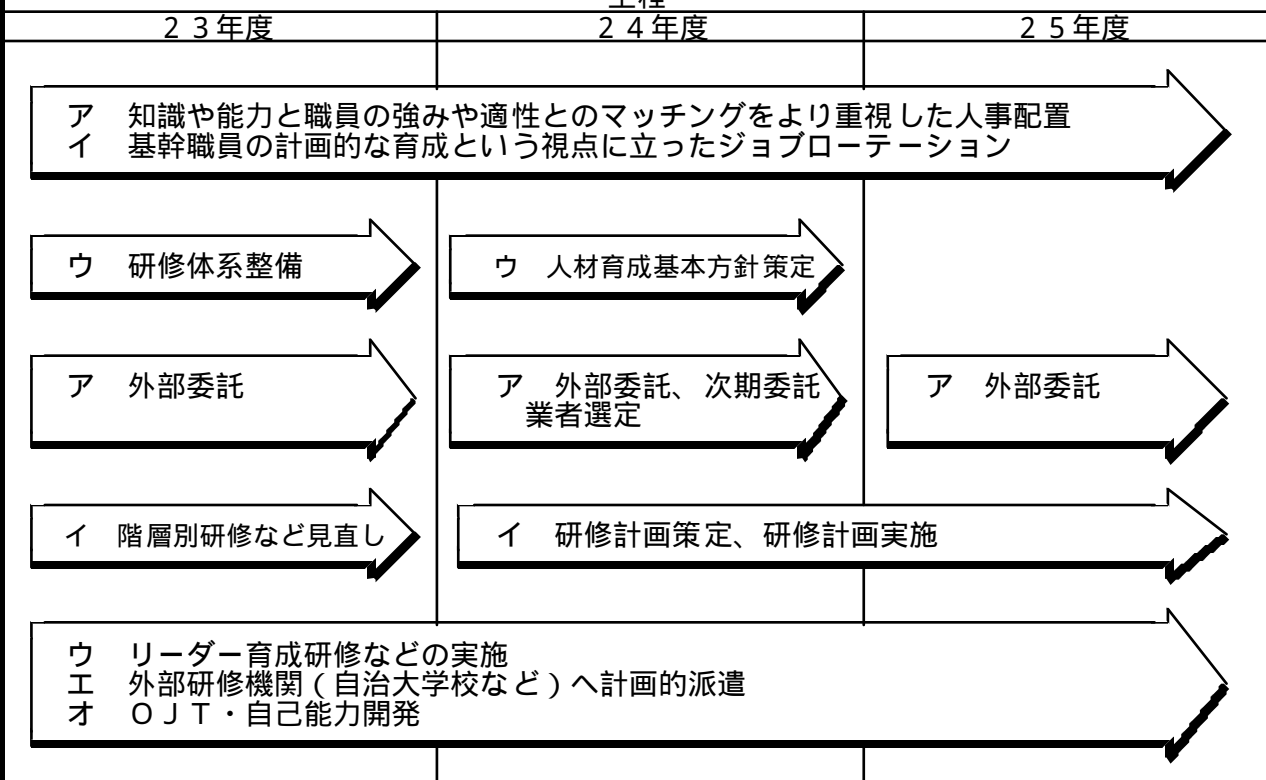 工程
２３年度 ２４年度 ２５年度
ア 知識や能力と職員の強みや適性とのマッチングをより重視した人事配置
イ 基幹職員の計画的な育成という視点に立ったジョブローテーション
ウ 研修体系整備
ウ 人材育成基本方針策定
ア 外部委託
ア 外部委託、次期委託
業者選定
ア 外部委託
イ 階層別研修など見直し
イ 研修計画策定、研修計画実施
ウ リーダー育成研修などの実施
エ 外部研修機関（自治大学校など）へ計画的派遣
オ ＯＪＴ・自己能力開発